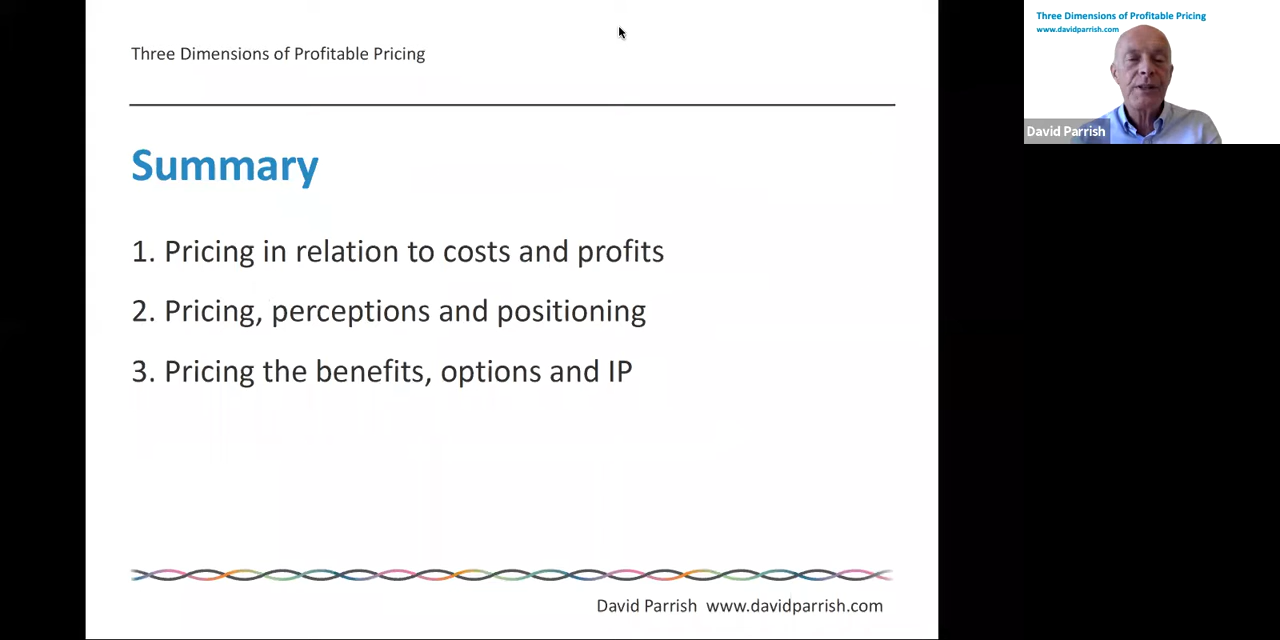 Three Dimensions of Profitable Pricing
Summary
1. Pricing in relation to costs and profits
2. Pricing, perceptions and positioning
3. Pricing the benefits, options and IP
David Parrish www.davidparrish.com
Three Dimensions of Profitable Pricing
www.davidparrish.com
David Parrish